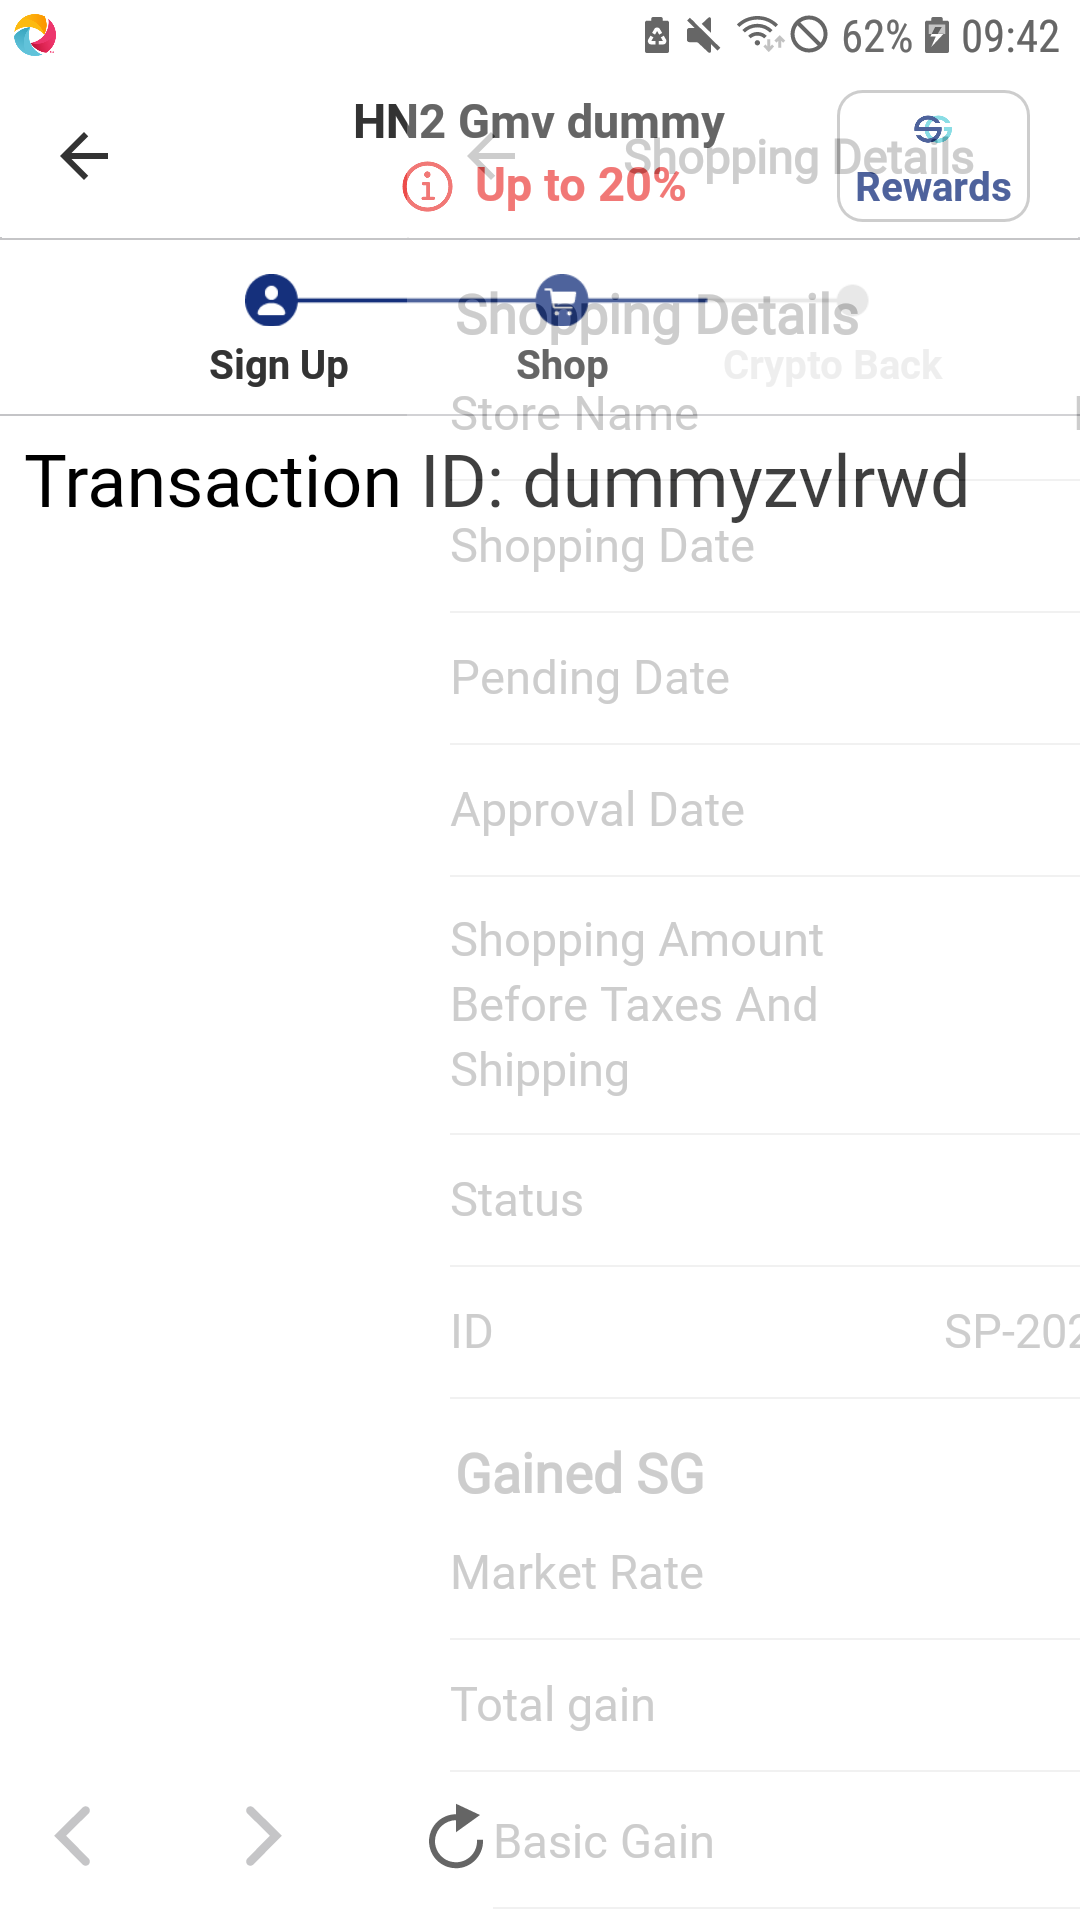 62% 09:42
HN2 Gmv dummy
Shopping Details
Up to 20%
SG
Rewards
Shopping Details
Sign Up
Shop
Crypto Back
Store Name
Transaction ID: dummyzvlrwd
Shopping Date
Pending Date
Approval Date
Shopping Amount
Before Taxes And
Shipping
Status
ID SP-202
Gained SG
Market Rate
Total gain
Basic Gain